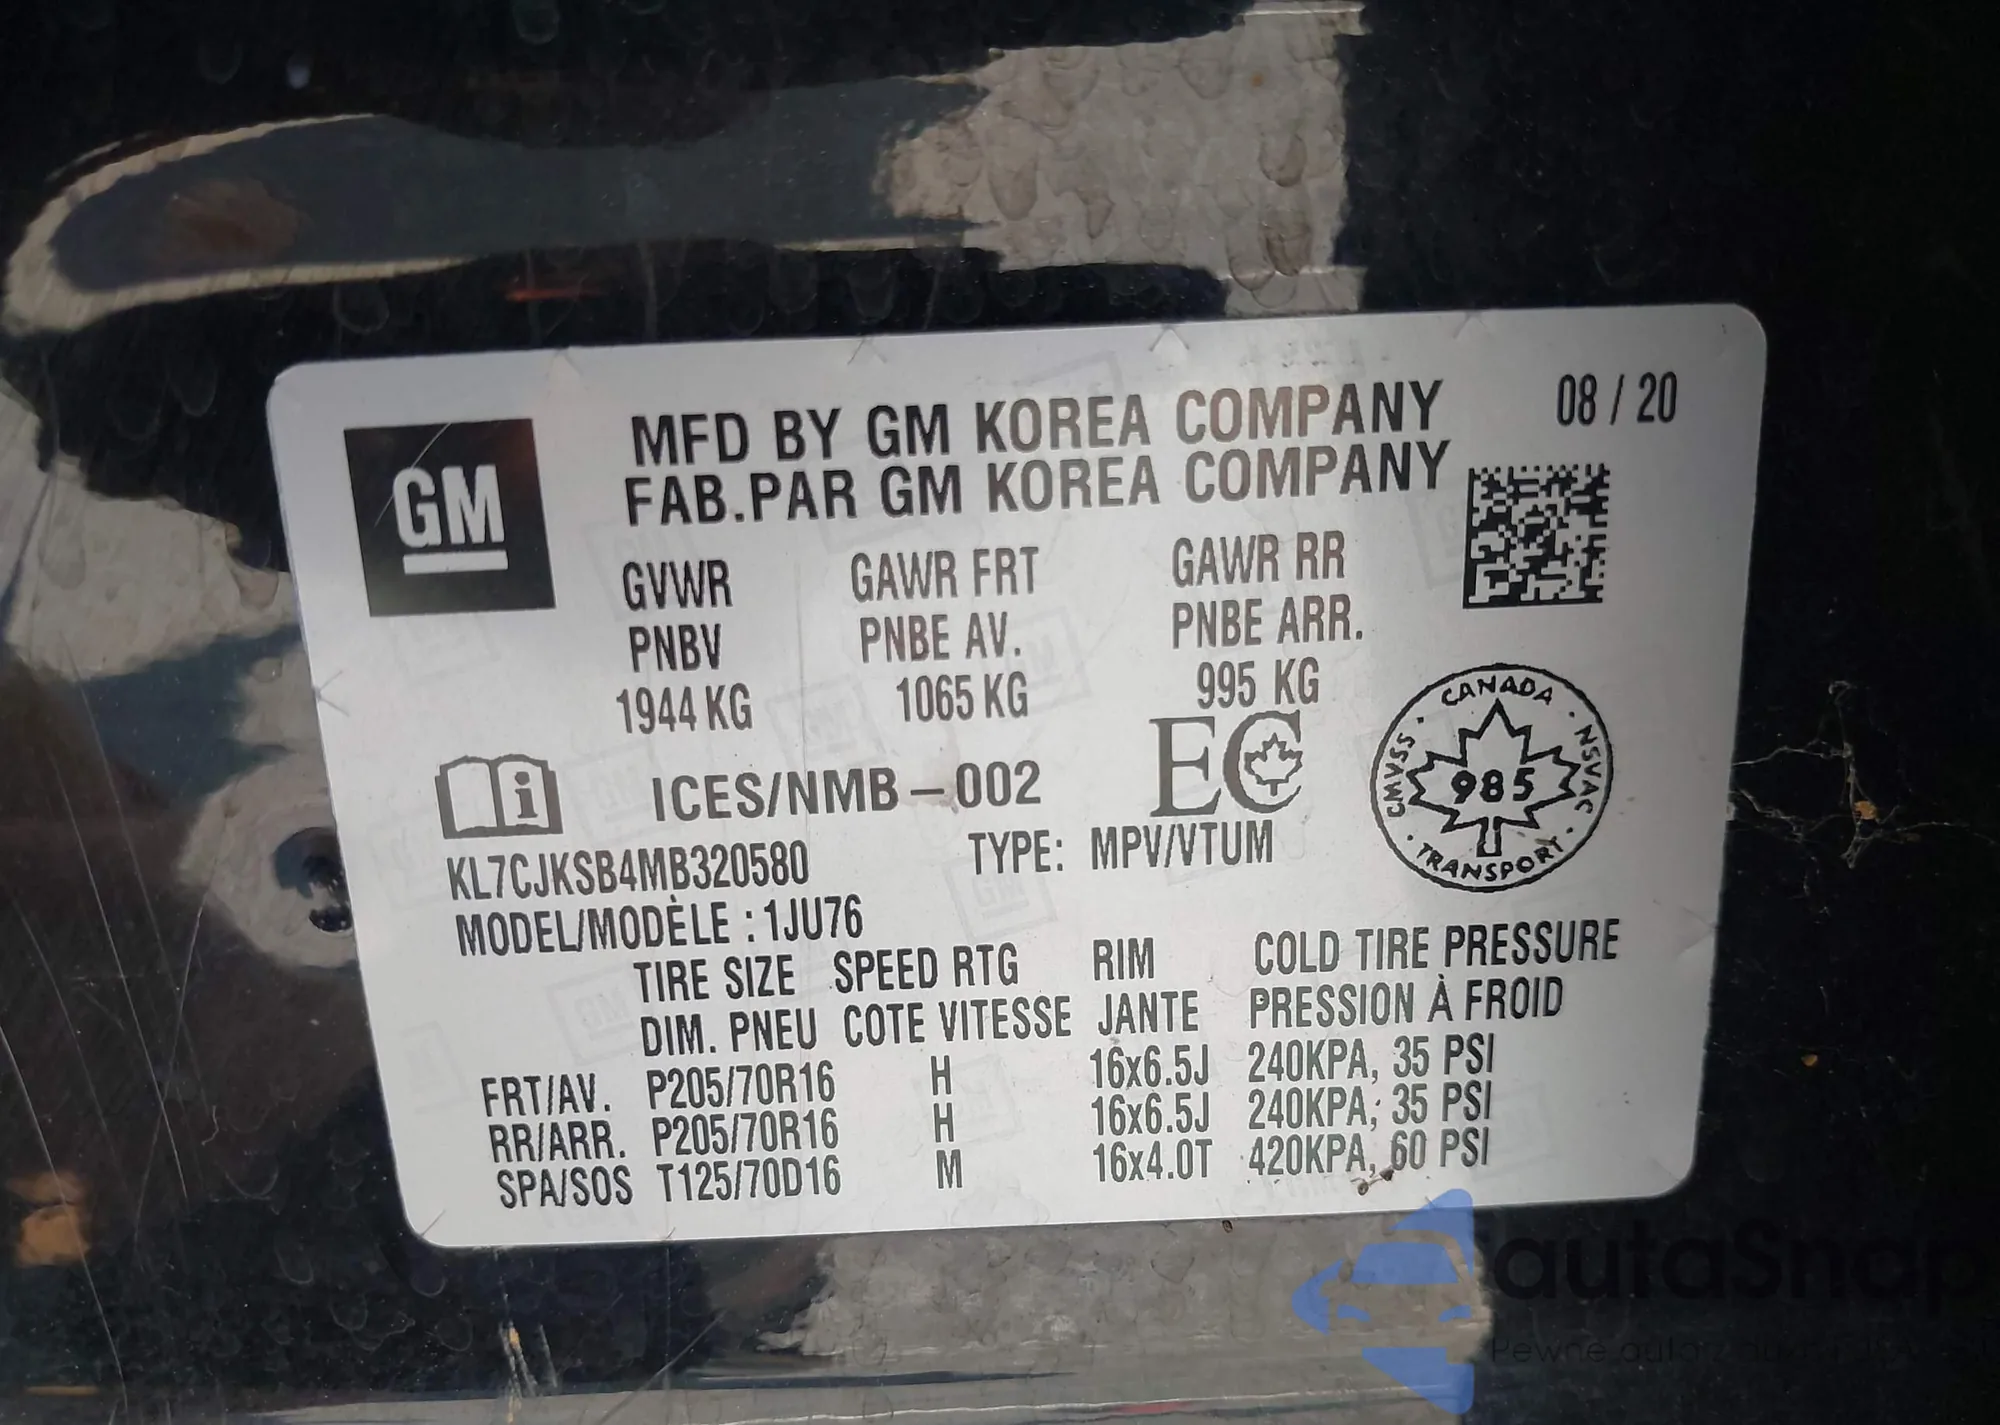 MFD BY GM KOREA COMPANY 08 / 20
FAB.PAR GM KOREA COMPANY
GM
GVWR GAWR FRT GAWR RR
PNBV PNBE AV. PNBE ARR.
1944 KG 1065 KG 995 KG
ICES/NMB-002 EC
CANADA · NSVAC · TRANSPORT · CMVSS ·
985
KL7CJKSB4MB320580 TYPE: MPV/VTUM
MODEL/MODÈLE : 1JU76
TIRE SIZE SPEED RTG RIM COLD TIRE PRESSURE
DIM. PNEU COTE VITESSE JANTE PRESSION À FROID
FRT/AV. P205/70R16 H 16x6.5J 240KPA, 35 PSI
RR/ARR. P205/70R16 H 16x6.5J 240KPA, 35 PSI
SPA/SOS T125/70D16 M 16x4.0T 420KPA, 60 PSI
autaSnap
Pewne auta z